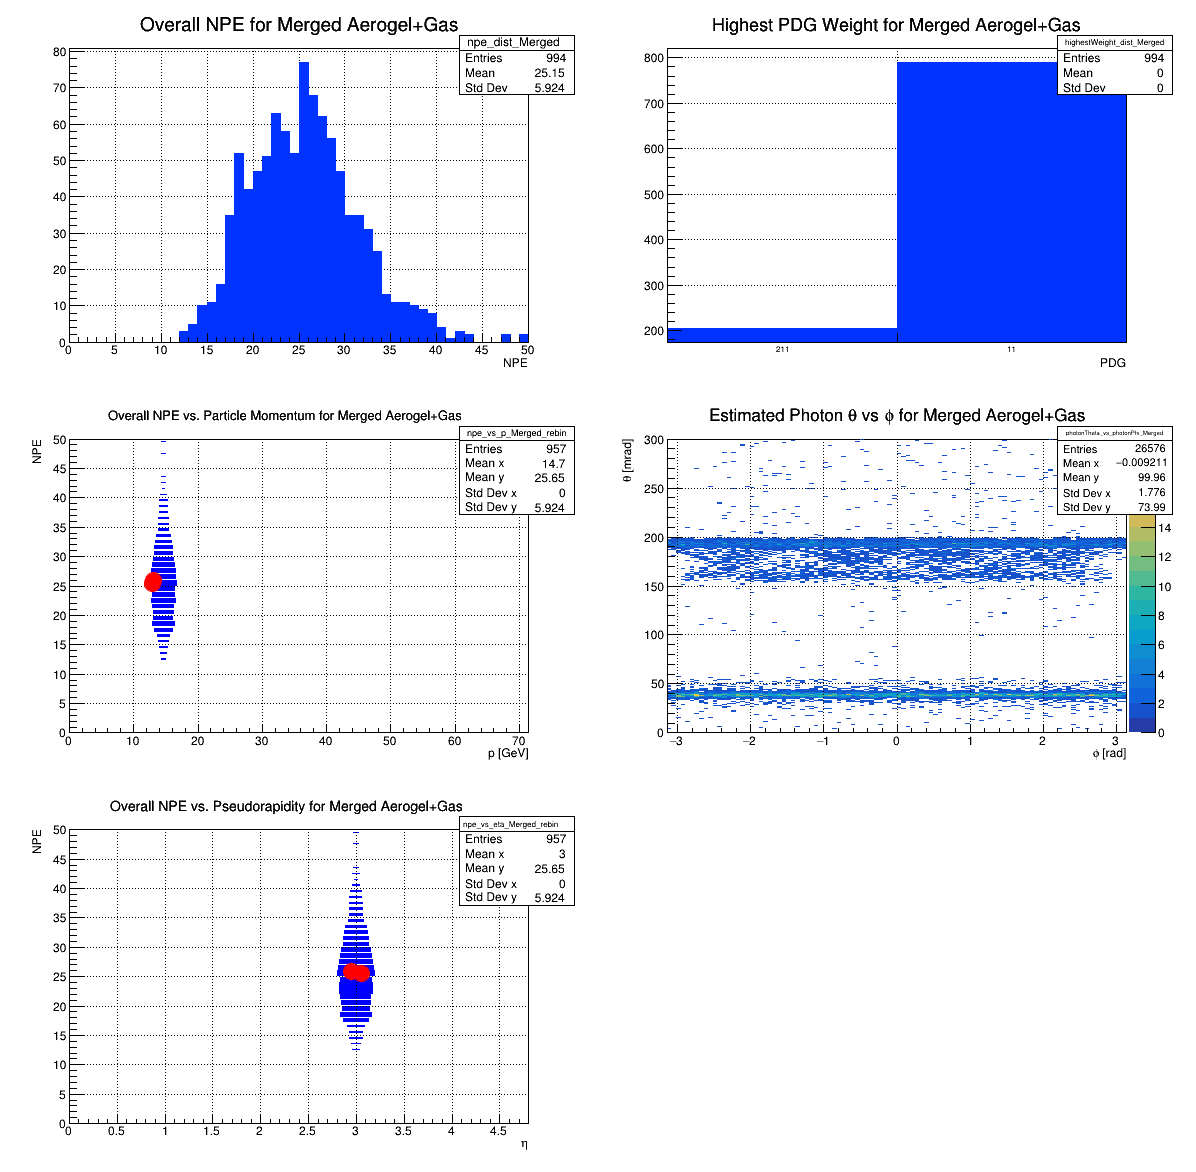 Overall NPE for Merged Aerogel+Gas
npe_dist_Merged
Entries 994
Mean 25.15
Std Dev 5.924
80
70
60
50
40
30
20
10
0
0 5 10 15 20 25 30 35 40 45 50
NPE
Highest PDG Weight for Merged Aerogel+Gas
highestWeight_dist_Merged
Entries 994
Mean 0
Std Dev 0
800
700
600
500
400
300
200
211 11
PDG
Overall NPE vs. Particle Momentum for Merged Aerogel+Gas
npe_vs_p_Merged_rebin
Entries 957
Mean x 14.7
Mean y 25.65
Std Dev x 0
Std Dev y 5.924
NPE
50
45
40
35
30
25
20
15
10
5
0
0 10 20 30 40 50 60 70
p [GeV]
Estimated Photon θ vs ϕ for Merged Aerogel+Gas
photonTheta_vs_photonPhi_Merged
Entries 26576
Mean x −0.009211
Mean y 99.96
Std Dev x 1.776
Std Dev y 73.99
θ [mrad]
300
250
200
150
100
50
0
−3 −2 −1 0 1 2 3
ϕ [rad]
14
12
10
8
6
4
2
0
Overall NPE vs. Pseudorapidity for Merged Aerogel+Gas
npe_vs_eta_Merged_rebin
Entries 957
Mean x 3
Mean y 25.65
Std Dev x 0
Std Dev y 5.924
NPE
50
45
40
35
30
25
20
15
10
5
0
0 0.5 1 1.5 2 2.5 3 3.5 4 4.5
η